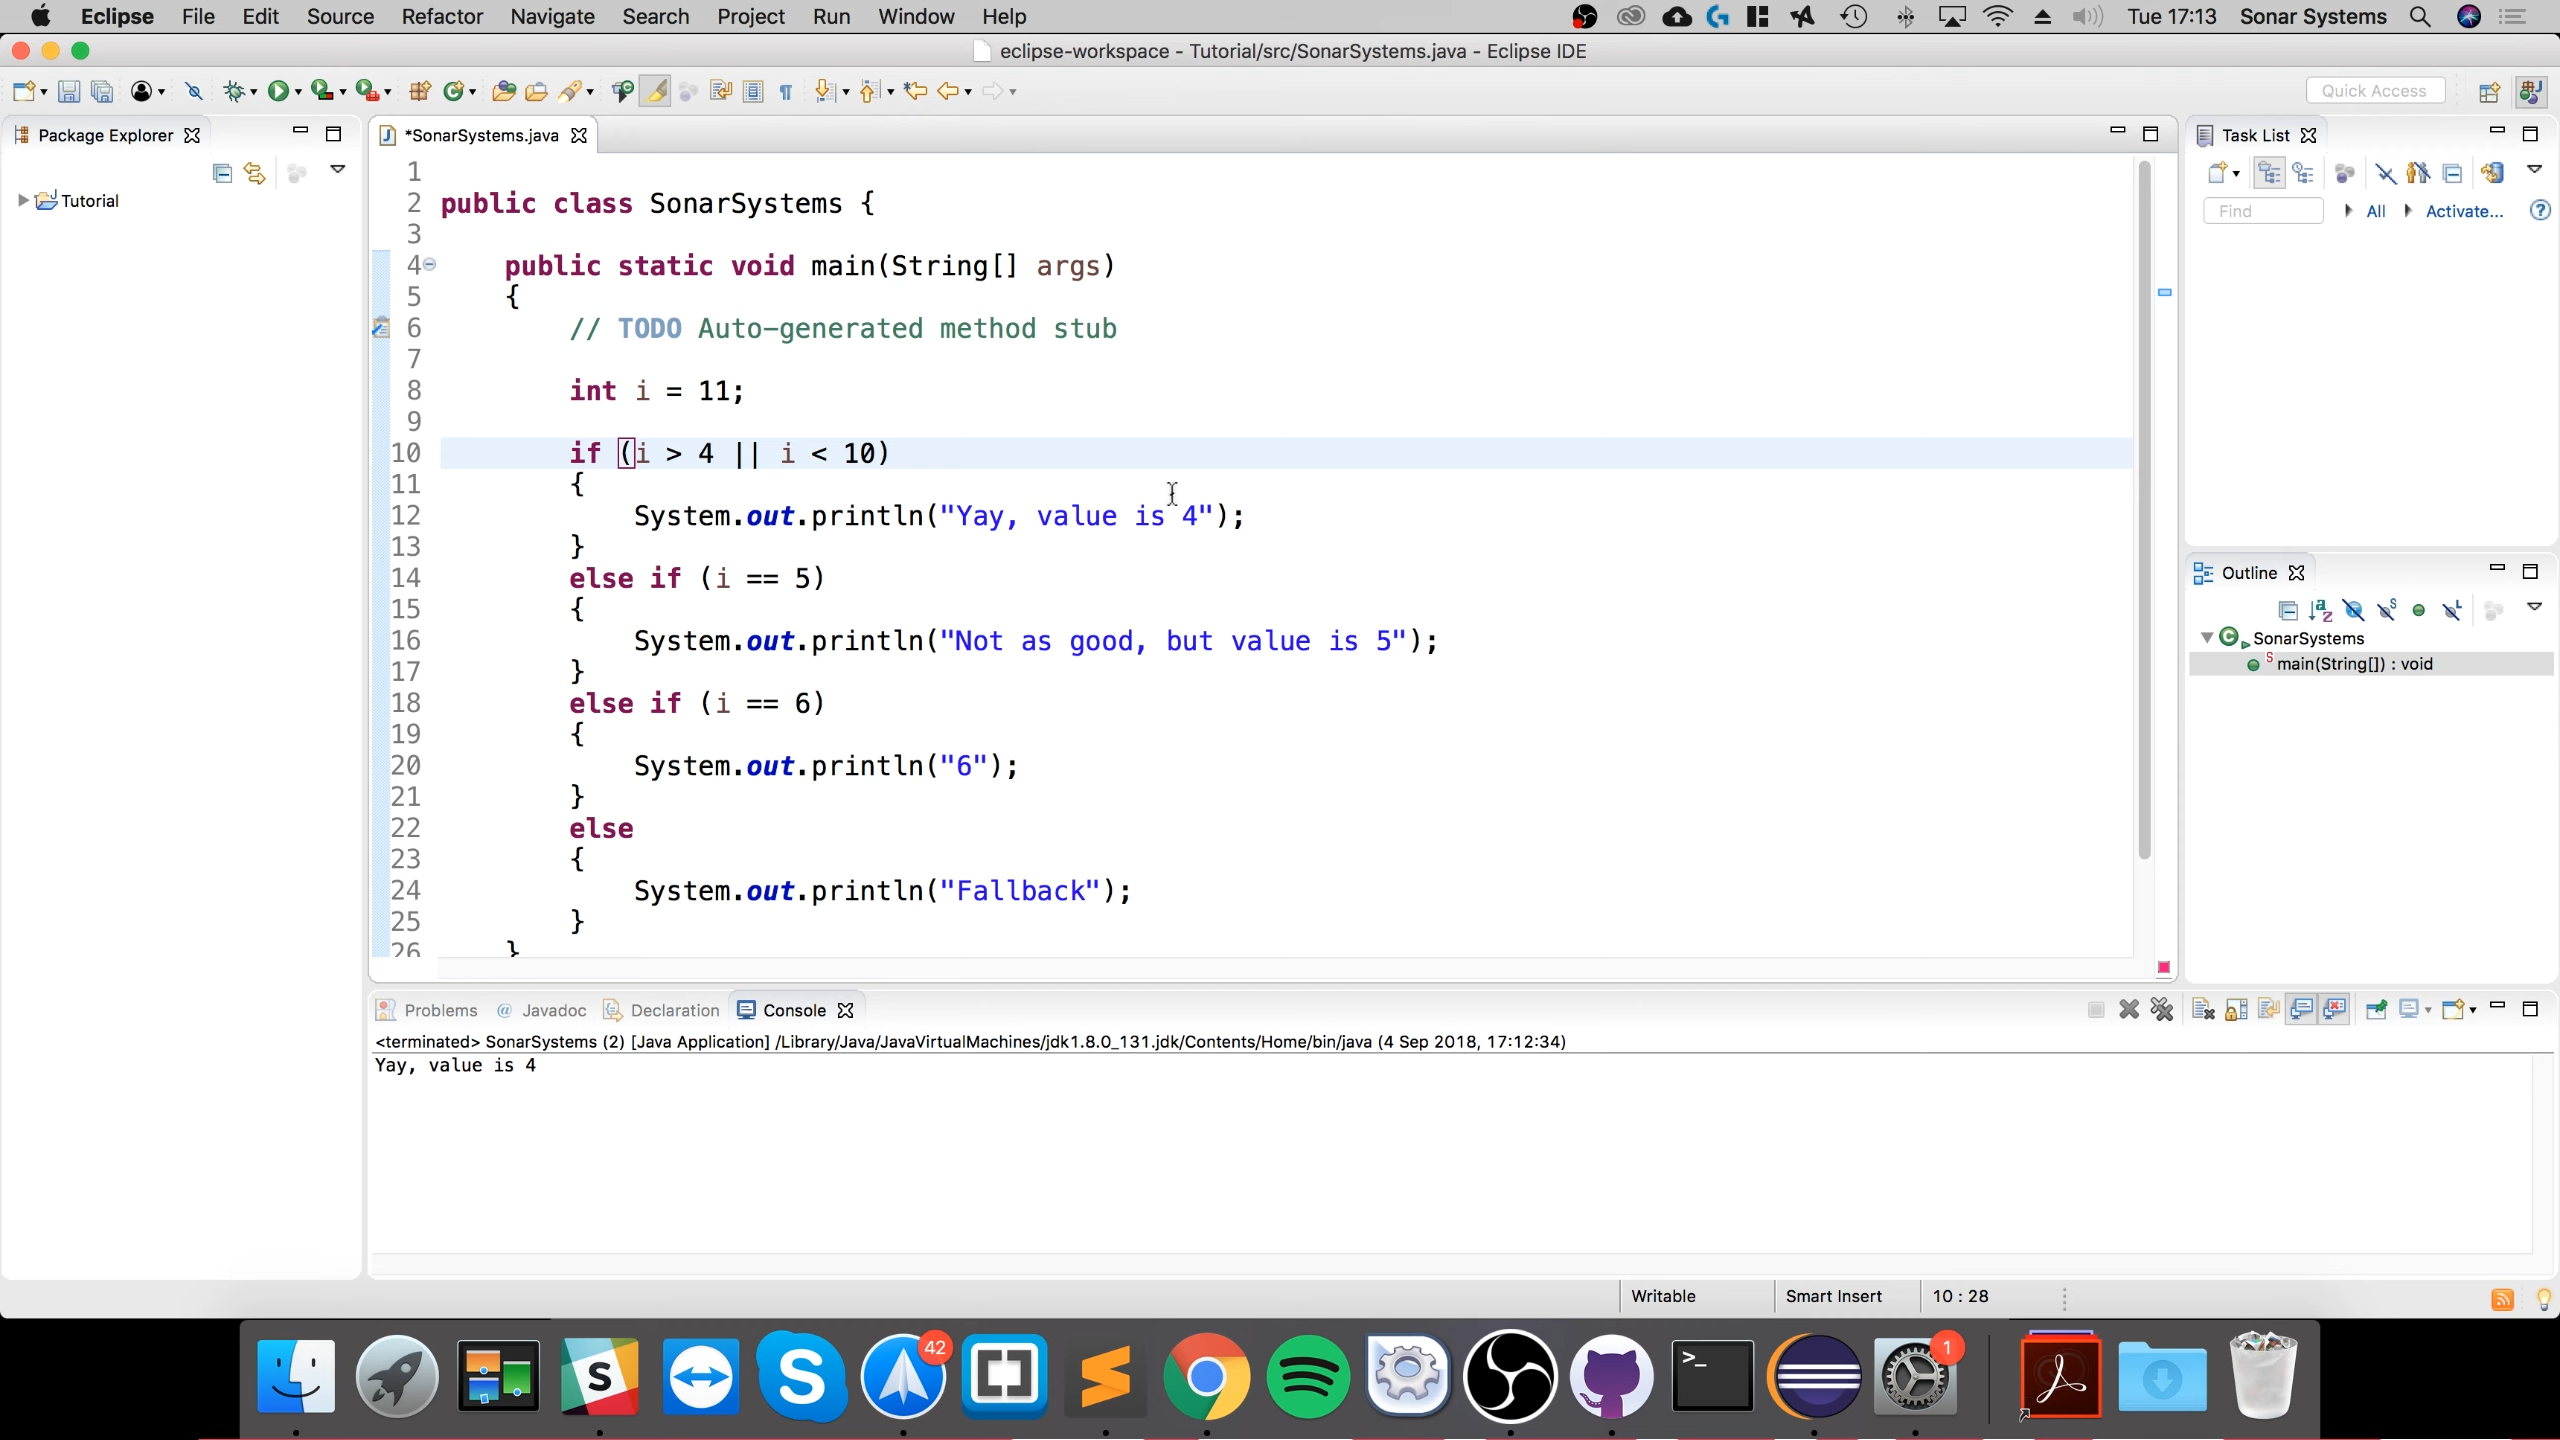 Eclipse File Edit Source Refactor Navigate Search Project Run Window Help Tue 17:13 Sonar Systems
eclipse-workspace - Tutorial/src/SonarSystems.java - Eclipse IDE
Quick Access
Package Explorer
Tutorial
*SonarSystems.java
1
2 public class SonarSystems {
3
4 public static void main(String[] args)
5 {
6 // TODO Auto-generated method stub
7
8 int i = 11;
9
10 if (i > 4 || i < 10)
11 {
12 System.out.println("Yay, value is 4");
13 }
14 else if (i == 5)
15 {
16 System.out.println("Not as good, but value is 5");
17 }
18 else if (i == 6)
19 {
20 System.out.println("6");
21 }
22 else
23 {
24 System.out.println("Fallback");
25 }
26 }
Task List
Find All Activate...
Outline
SonarSystems
main(String[]) : void
Problems Javadoc Declaration Console
<terminated> SonarSystems (2) [Java Application] /Library/Java/JavaVirtualMachines/jdk1.8.0_131.jdk/Contents/Home/bin/java (4 Sep 2018, 17:12:34)
Yay, value is 4
Writable Smart Insert 10 : 28
42
1